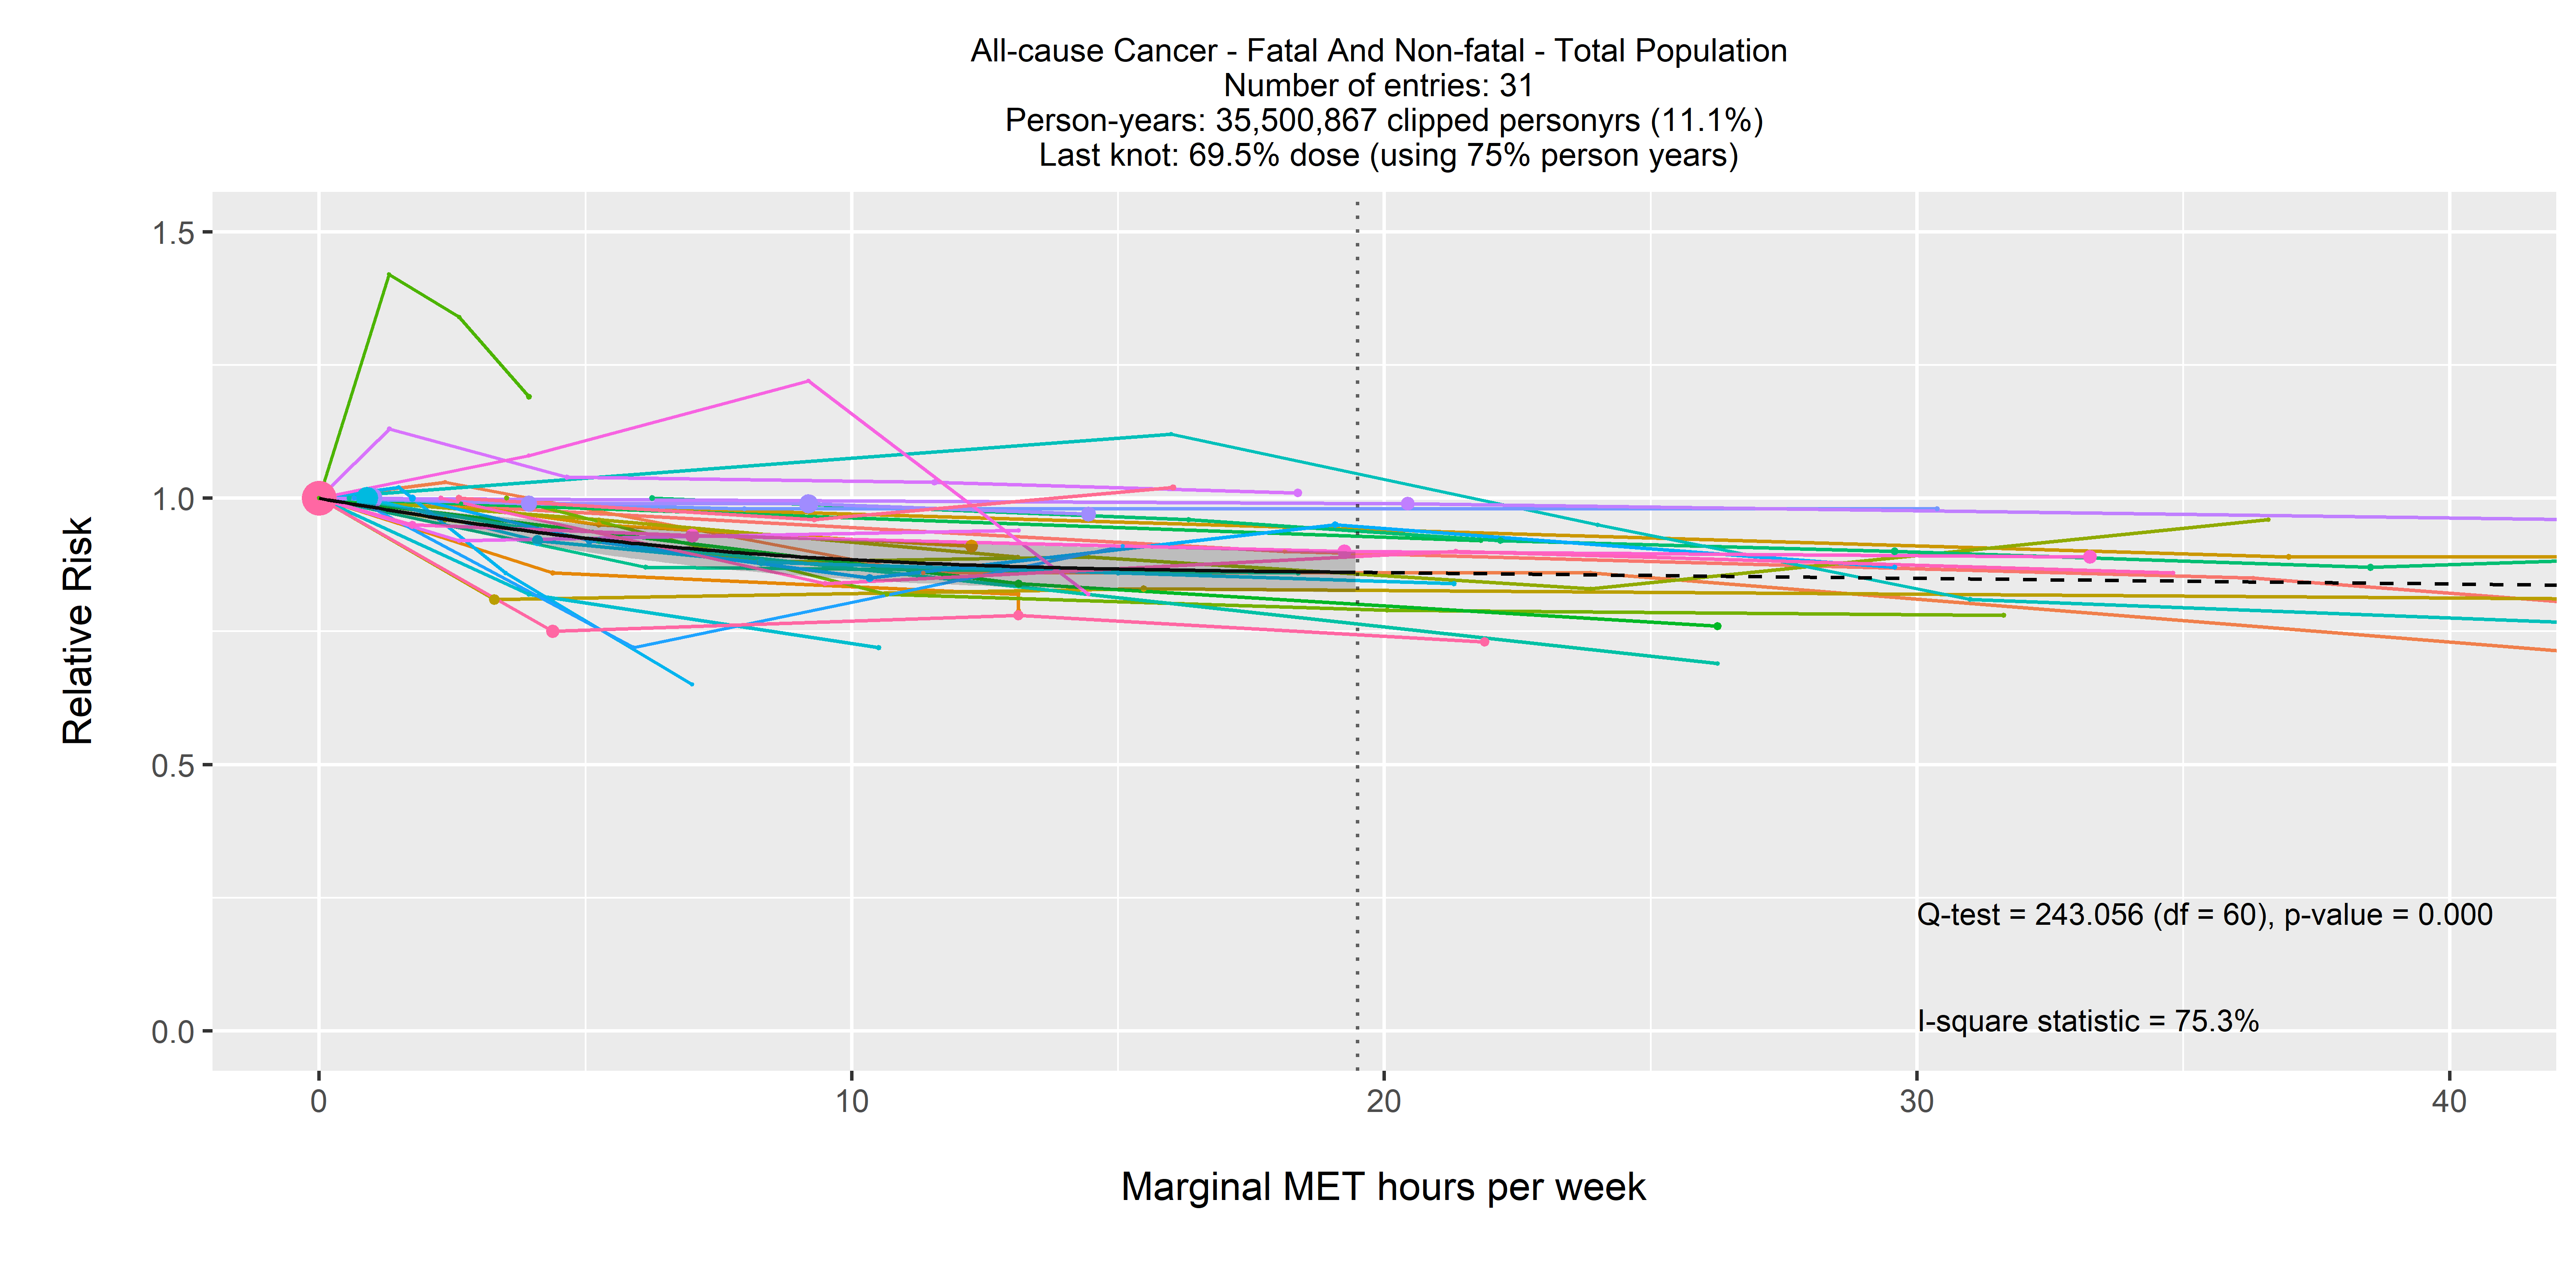 All-cause Cancer - Fatal And Non-fatal - Total Population
Number of entries: 31
Person-years: 35,500,867 clipped personyrs (11.1%)
Last knot: 69.5% dose (using 75% person years)
1.5
1.0
0.5
0.0
Relative Risk
Q-test = 243.056 (df = 60), p-value = 0.000
I-square statistic = 75.3%
0 10 20 30 40
Marginal MET hours per week